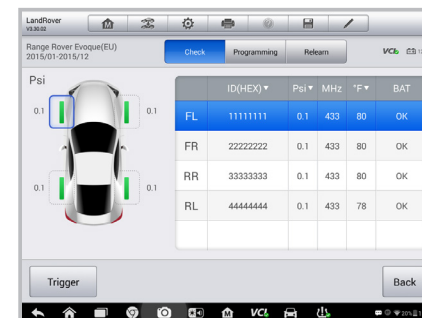 LandRover
V3.30.02
Range Rover Evoque(EU)
2015/01-2015/12
Check
Programming
Relearn
VCI
Psi
0.1
0.1
0.1
0.1
ID(HEX)▼ Psi▼ MHz °F▼ BAT
FL 11111111 0.1 433 80 OK
FR 22222222 0.1 433 80 OK
RR 33333333 0.1 433 80 OK
RL 44444444 0.1 433 78 OK
Trigger
Back
VCI
20%